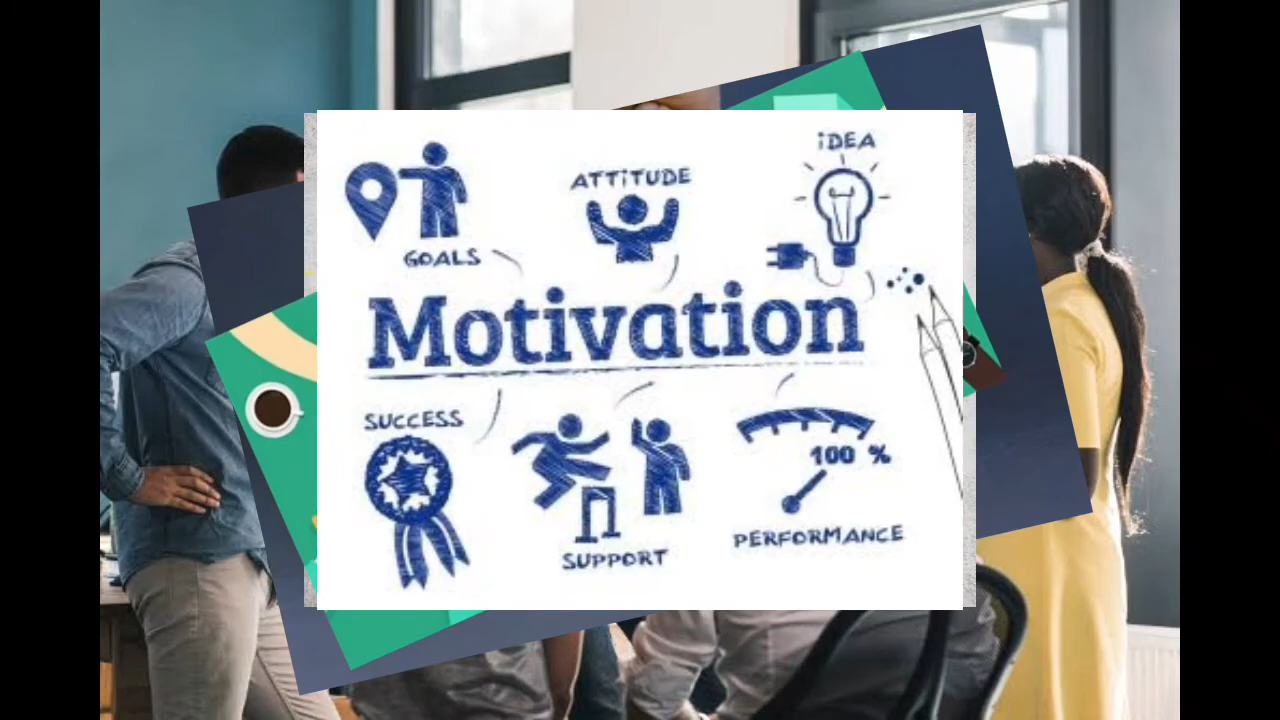 iDEA
ATTiTUDE
GOALS
Motivation
SUCCESS
100 %
PERFORMANCE
SUPPORT